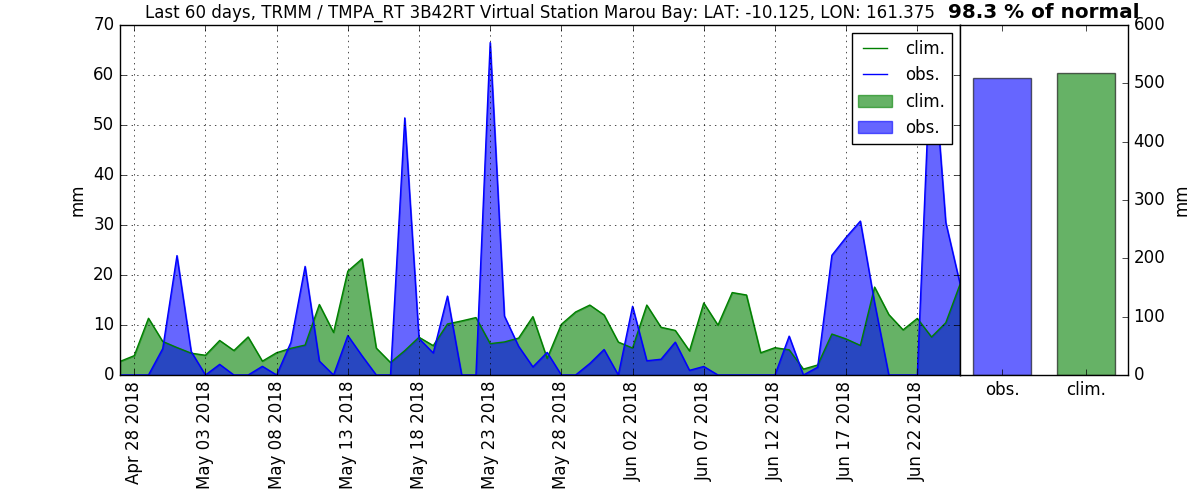 Last 60 days, TRMM / TMPA_RT 3B42RT Virtual Station Marou Bay: LAT: -10.125, LON: 161.375 98.3 % of normal
70
60
50
40
30
20
10
0
mm
clim.
obs.
clim.
obs.
600
500
400
300
200
100
0
mm
Apr 28 2018
May 03 2018
May 08 2018
May 13 2018
May 18 2018
May 23 2018
May 28 2018
Jun 02 2018
Jun 07 2018
Jun 12 2018
Jun 17 2018
Jun 22 2018
obs.
clim.